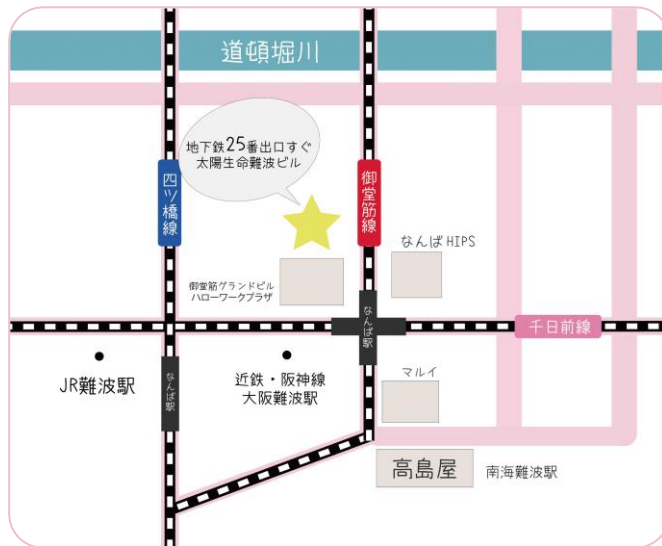 道頓堀川
地下鉄25番出口すぐ
太陽生命難波ビル
四ツ橋線
御堂筋線
なんばHIPS
御堂筋グランドビル
ハローワークプラザ
なんば駅
千日前線
JR難波駅
なんば駅
近鉄・阪神線
大阪難波駅
マルイ
高島屋
南海難波駅